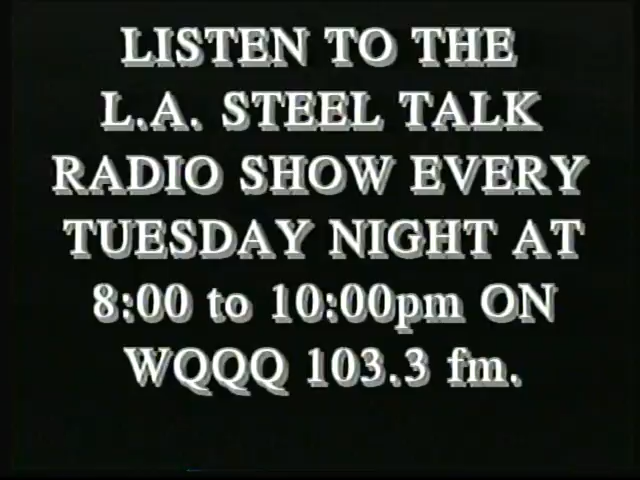 LISTEN TO THE
L.A. STEEL TALK
RADIO SHOW EVERY
TUESDAY NIGHT AT
8:00 to 10:00pm ON
WQQQ 103.3 fm.